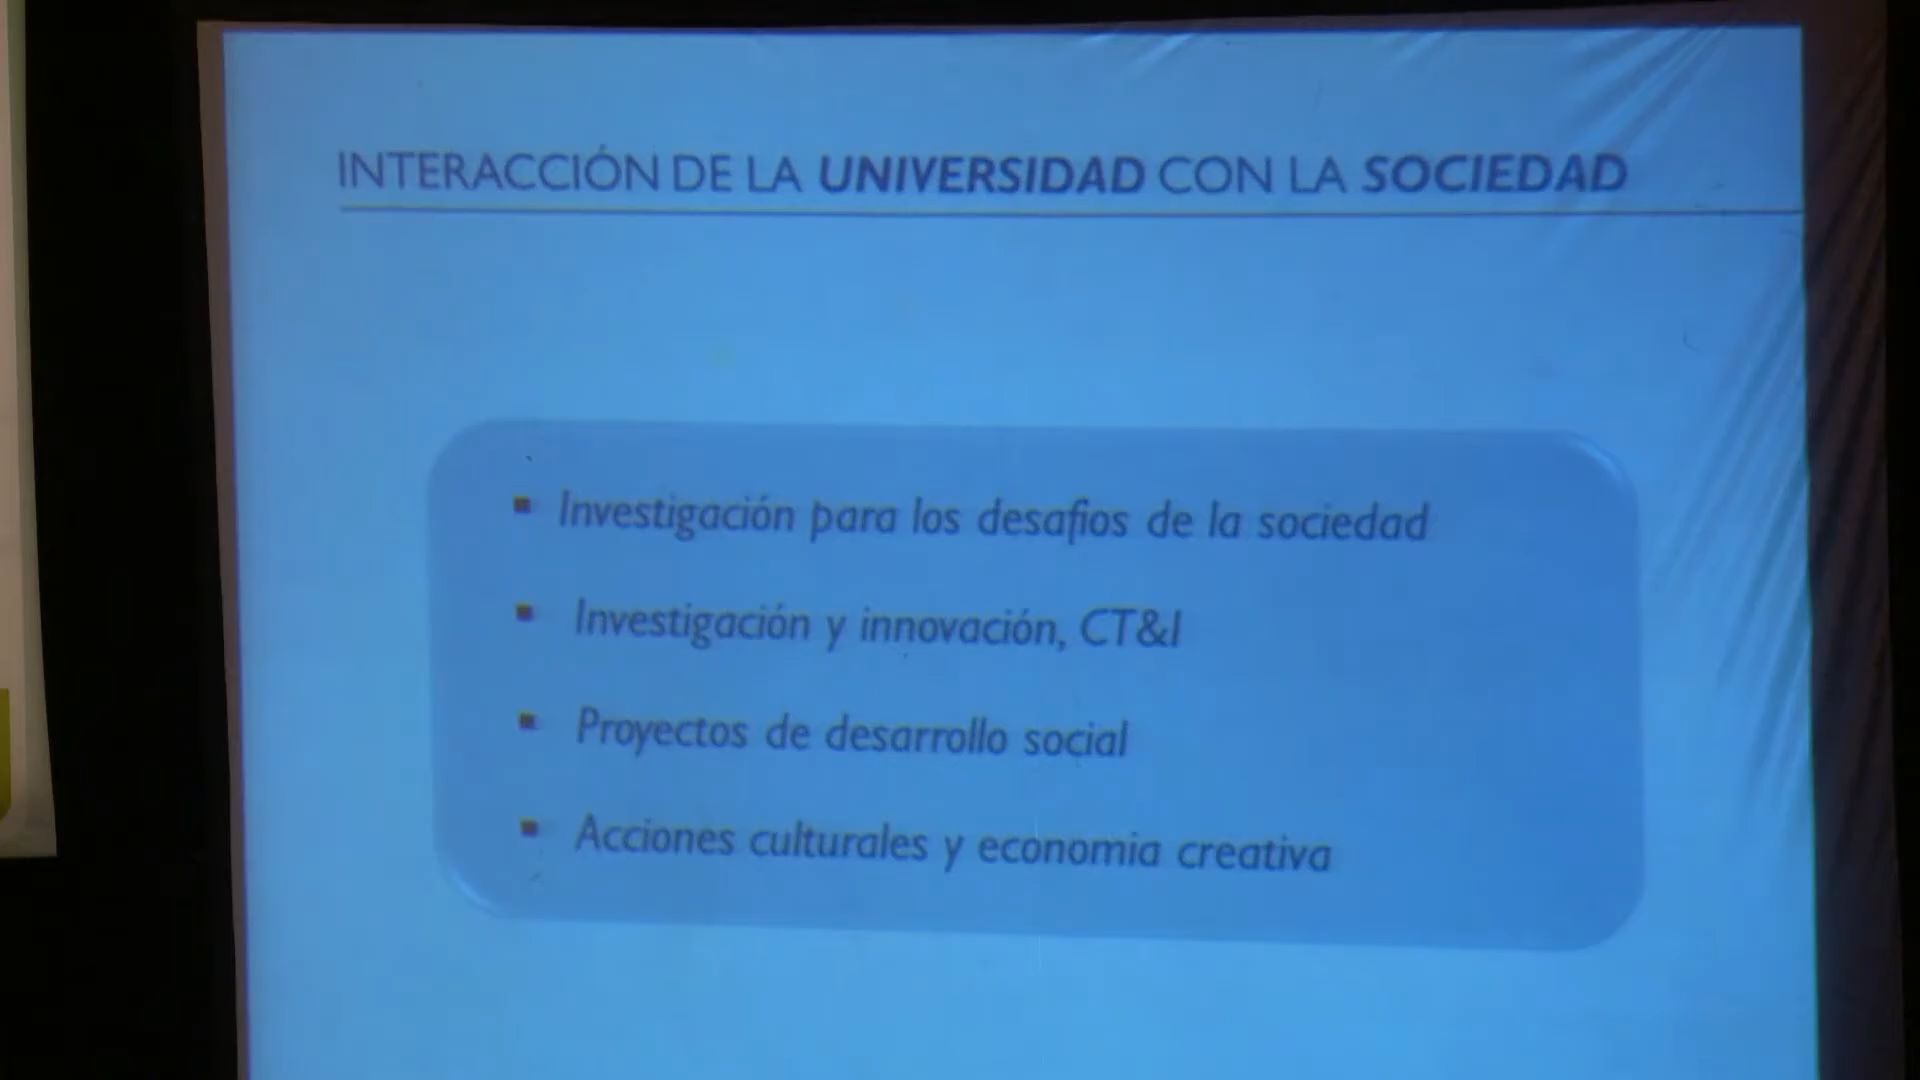 INTERACCIÓN DE LA UNIVERSIDAD CON LA SOCIEDAD
▪ Investigación para los desafios de la sociedad
▪ Investigación y innovación, CT&I
▪ Proyectos de desarrollo social
▪ Acciones culturales y economia creativa